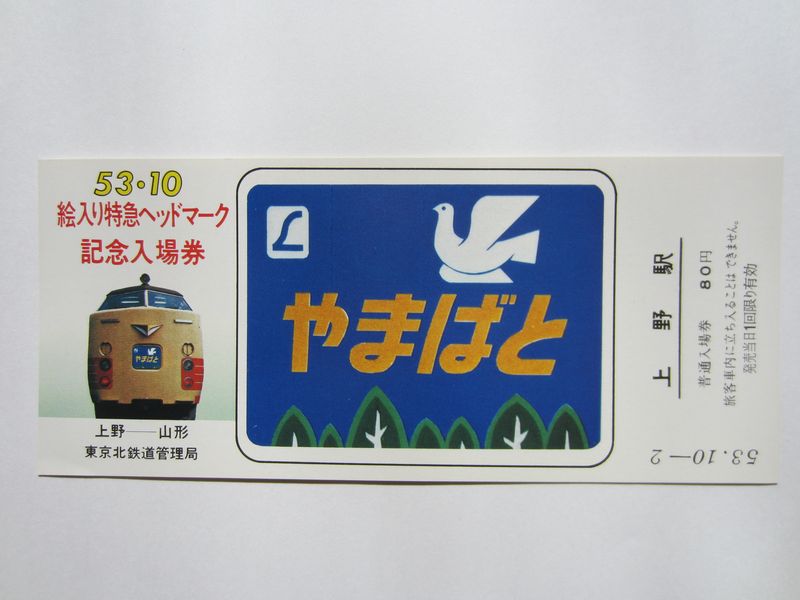 53・10
絵入り特急ヘッドマーク
記念入場券
やまばと
上野——山形
東京北鉄道管理局
L
やまばと
上野駅
普通入場券 80円
旅客車内に立ち入ることはできません。
発売当日1回限り有効
53.10—2